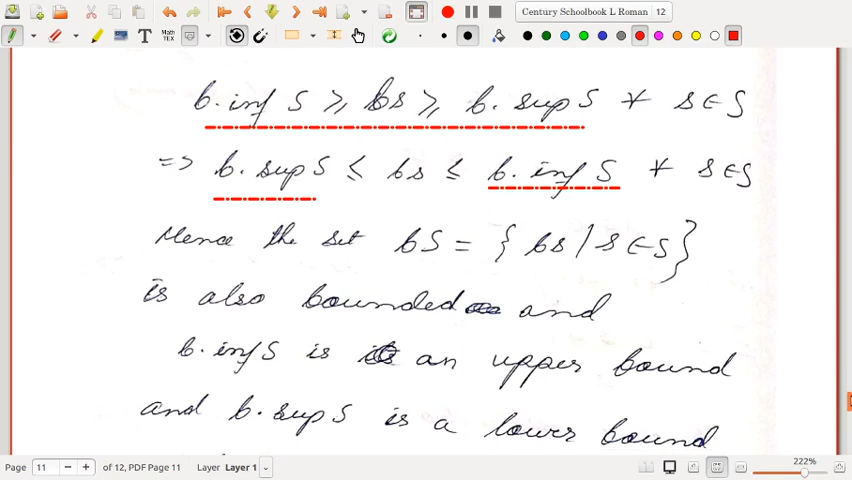 Century Schoolbook L Roman 12
Math TEX
b. inf S ⩾ bs ⩾ b. sup S ∀ s ∈ S
=> b. sup S ≤ bs ≤ b. inf S ∀ s ∈ S
Hence the set bS = { bs / s ∈ S }
is also bounded and
b. inf S is an upper bound
and b. sup S is a lower bound
Page 11 of 12, PDF Page 11 Layer Layer 1 222%